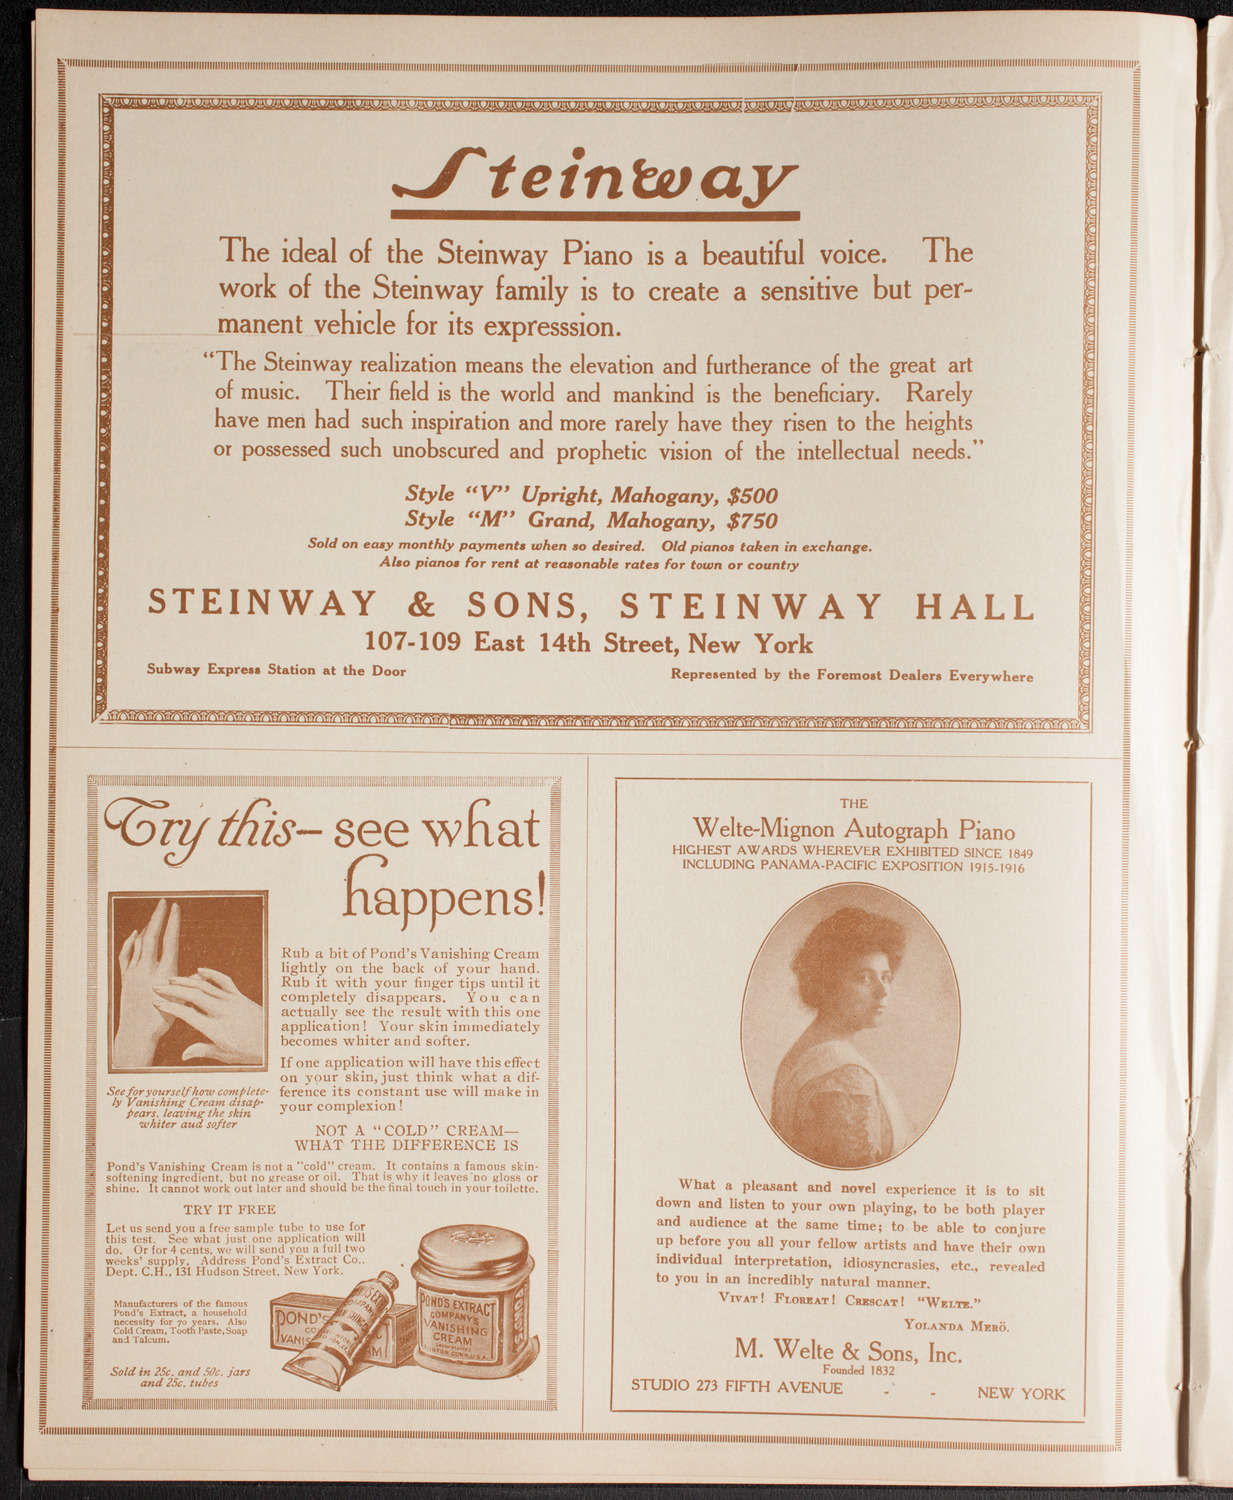 Steinway
The ideal of the Steinway Piano is a beautiful voice. The
work of the Steinway family is to create a sensitive but per-
manent vehicle for its expresssion.
“The Steinway realization means the elevation and furtherance of the great art
of music. Their field is the world and mankind is the beneficiary. Rarely
have men had such inspiration and more rarely have they risen to the heights
or possessed such unobscured and prophetic vision of the intellectual needs.”
Style “V” Upright, Mahogany, $500
Style “M” Grand, Mahogany, $750
Sold on easy monthly payments when so desired. Old pianos taken in exchange.
Also pianos for rent at reasonable rates for town or country
STEINWAY & SONS, STEINWAY HALL
107-109 East 14th Street, New York
Subway Express Station at the Door
Represented by the Foremost Dealers Everywhere
Try this— see what
happens!
Rub a bit of Pond's Vanishing Cream
lightly on the back of your hand.
Rub it with your finger tips until it
completely disappears. You can
actually see the result with this one
application! Your skin immediately
becomes whiter and softer.
If one application will have this effect
on your skin, just think what a dif-
ference its constant use will make in
your complexion!
See for yourself how complete-
ly Vanishing Cream disap-
pears. leaving the skin
whiter aud softer
NOT A “COLD” CREAM—
WHAT THE DIFFERENCE IS
Pond's Vanishing Cream is not a “cold” cream. It contains a famous skin-
softening ingredient, but no grease or oil. That is why it leaves no gloss or
shine. It cannot work out later and should be the final touch in your toilette.
TRY IT FREE
Let us send you a free sample tube to use for
this test. See what just one application will
do. Or for 4 cents, we will send you a full two
weeks' supply. Address Pond's Extract Co.,
Dept. C.H., 131 Hudson Street, New York.
Manufacturers of the famous
Pond's Extract, a household
necessity for 70 years. Also
Cold Cream, Tooth Paste, Soap
and Talcum.
Sold in 25c. and 50c. jars
and 25c. tubes
POND'S
VANIS
AM
POND'S EXTRACT
COMPANY'S
VANISHING
CREAM
THE
Welte-Mignon Autograph Piano
HIGHEST AWARDS WHEREVER EXHIBITED SINCE 1849
INCLUDING PANAMA-PACIFIC EXPOSITION 1915-1916
What a pleasant and novel experience it is to sit
down and listen to your own playing, to be both player
and audience at the same time; to be able to conjure
up before you all your fellow artists and have their own
individual interpretation, idiosyncrasies, etc., revealed
to you in an incredibly natural manner.
VIVAT! FLOREAT! CRESCAT! “WELTE.”
YOLANDA MERÖ.
M. Welte & Sons, Inc.
Founded 1832
STUDIO 273 FIFTH AVENUE - - NEW YORK